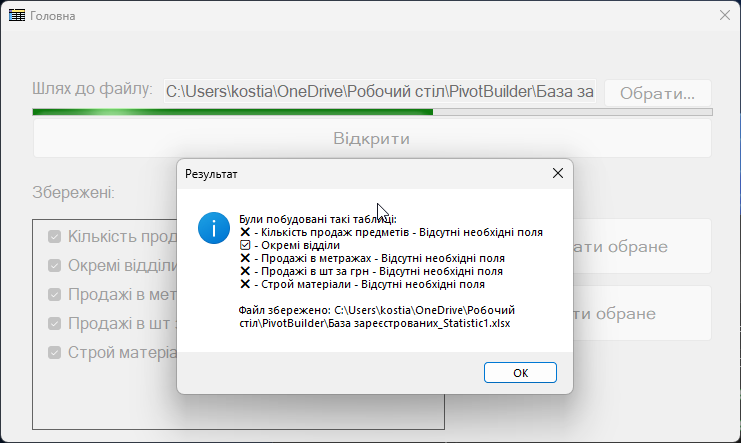 Головна
Шлях до файлу: C:\Users\kostia\OneDrive\Робочий стіл\PivotBuilder\База за Обрати...
Відкрити
Збережені:
Кількість прод
Окремі відділи
Продажі в мет
Продажі в шт з
Строй матеріа
ати обране
ати обране
Результат
Були побудовані такі таблиці:
❌ - Кількість продаж предметів - Відсутні необхідні поля
☑ - Окремі відділи
❌ - Продажі в метражах - Відсутні необхідні поля
❌ - Продажі в шт за грн - Відсутні необхідні поля
❌ - Строй матеріали - Відсутні необхідні поля
Файл збережено: C:\Users\kostia\OneDrive\Робочий
стіл\PivotBuilder\База зареєстрованих_Statistic1.xlsx
OK